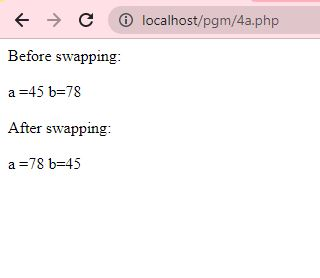 localhost/pgm/4a.php
Before swapping:
a =45 b=78
After swapping:
a =78 b=45